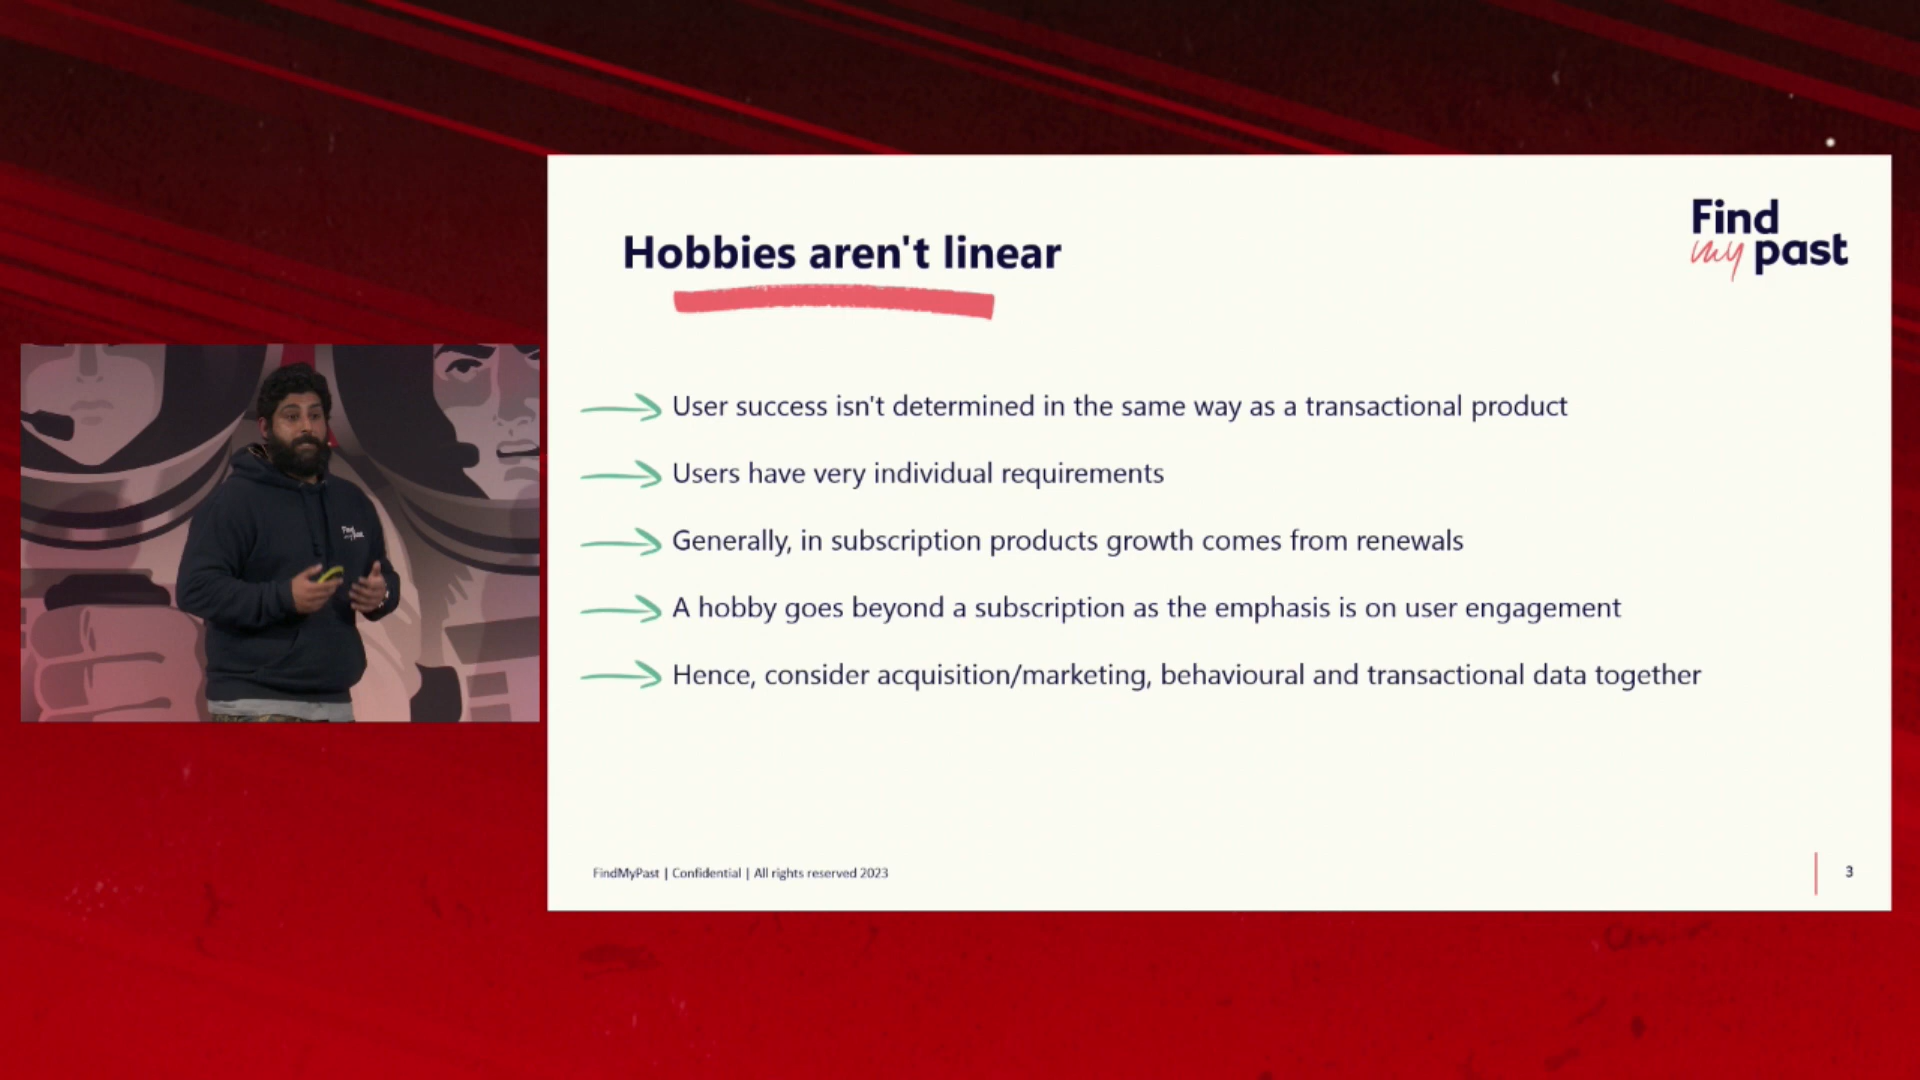 Find
my past
Hobbies aren't linear
User success isn't determined in the same way as a transactional product
Users have very individual requirements
Generally, in subscription products growth comes from renewals
A hobby goes beyond a subscription as the emphasis is on user engagement
Hence, consider acquisition/marketing, behavioural and transactional data together
FindMyPast | Confidential | All rights reserved 2023
3